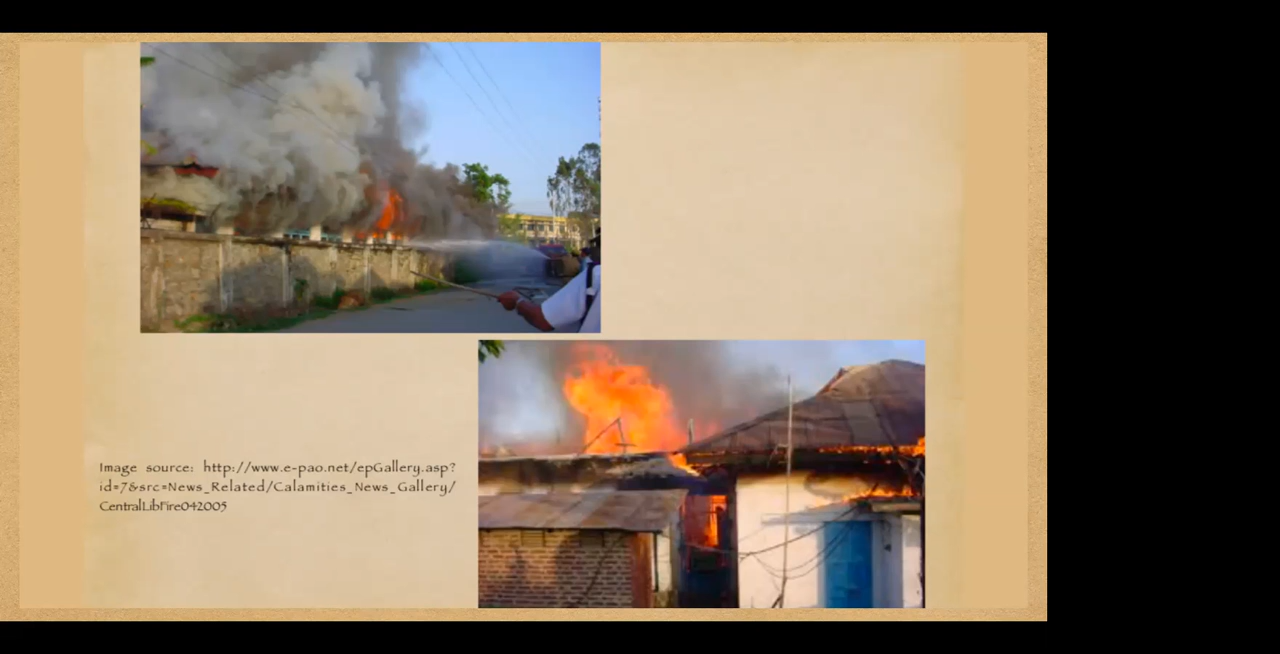 Image source: http://www.e-pao.net/epGallery.asp?
id=7&src=News_Related/Calamities_News_Gallery/
CentralLibFire042005